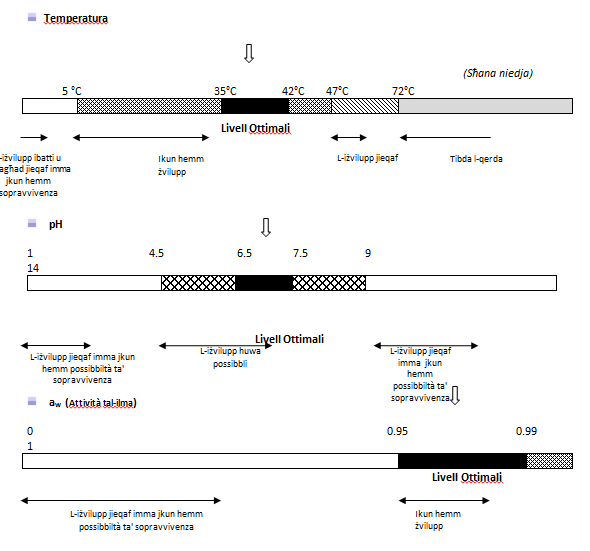 Temperatura
(Sħana niedja)
5 °C 35°C 42°C 47°C 72°C
Livell Ottimali
-iżvilupp ibatti u
agħad jieqaf imma
jkun hemm
sopravvivenza
Ikun hemm
żvilupp
L-iżvilupp jieqaf
Tibda l-qerda
pH
1 4.5 6.5 7.5 9
14
Livell Ottimali
L-iżvilupp jieqaf imma jkun
hemm possibbiltà ta'
sopravvivenza
L-iżvilupp huwa
possibbli
L-iżvilupp jieqaf
imma jkun
hemm
possibbiltà ta'
sopravvivenza
aw (Attività tal-ilma)
0 0.95 0.99
1
Livell Ottimali
L-iżvilupp jieqaf imma jkun hemm
possibbiltà ta' sopravvivenza
Ikun hemm
żvilupp